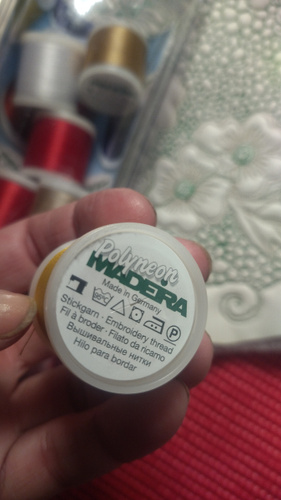 Polyneon
MADEIRA
Made in Germany
Stickgarn · Embroidery thread
Fil à broder · Filato da ricamo
Вышивальные нитки
Hilo para bordar